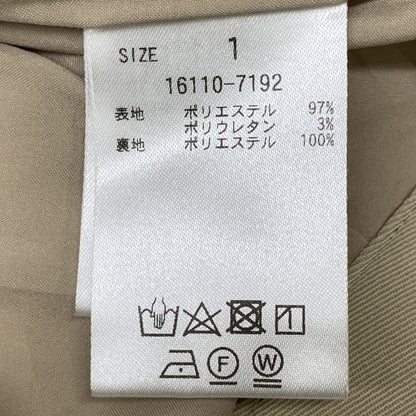 SIZE 1
16110-7192
表地 ポリエステル 97%
ポリウレタン 3%
裏地 ポリエステル 100%
1
F W